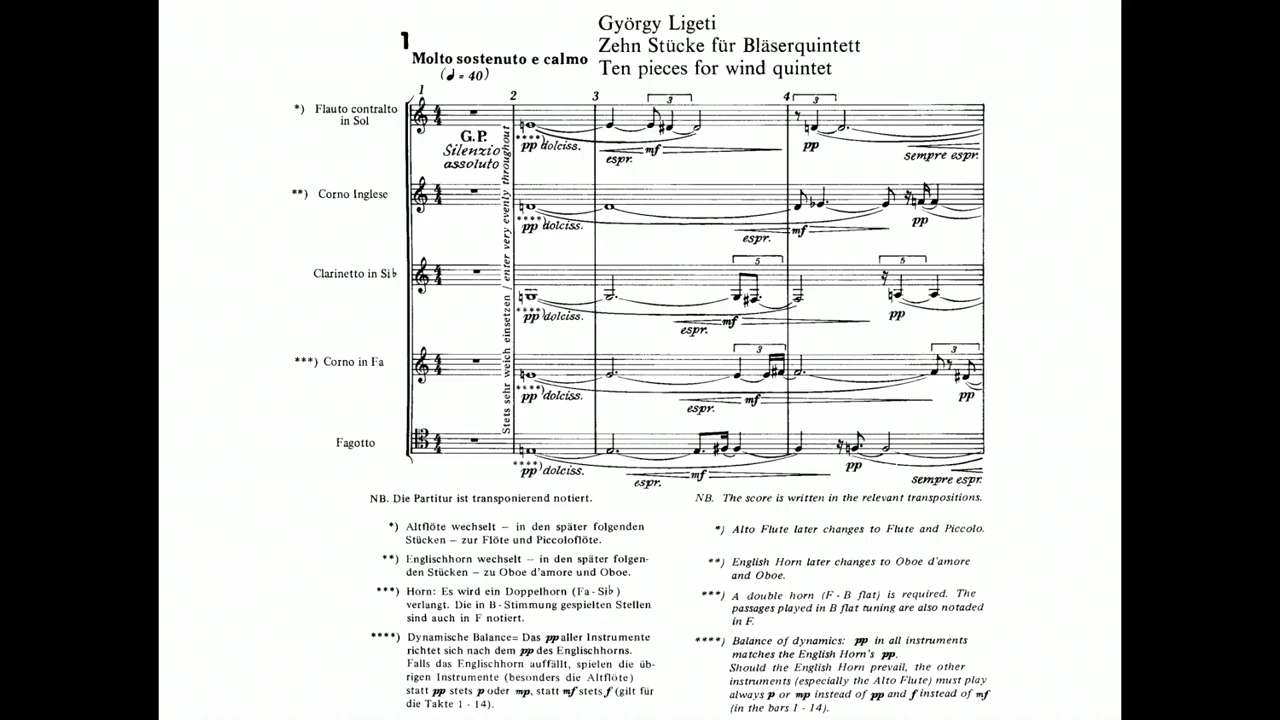 György Ligeti
Zehn Stücke für Bläserquintett
Ten pieces for wind quintet
1
Molto sostenuto e calmo
(♩ = 40)
1 2 3 4
*) Flauto contralto
in Sol
3 3
G.P.
Silenzio
assoluto
Stets sehr weich einsetzen / enter very evenly throughout
****) pp dolciss.
espr. mf
pp
sempre espr.
**) Corno Inglese
****) pp dolciss.
espr. mf
pp
Clarinetto in Si♭
5 5
****) pp dolciss.
espr. mf
pp
***) Corno in Fa
3 3
****) pp dolciss.
espr. mf
pp
Fagotto
****) pp dolciss.
espr. mf
pp
sempre espr.
NB. Die Partitur ist transponierend notiert.
*) Altflöte wechselt – in den später folgenden
Stücken – zur Flöte und Piccoloflöte.
**) Englischhorn wechselt – in den später folgen-
den Stücken – zu Oboe d'amore und Oboe.
***) Horn: Es wird ein Doppelhorn (Fa - Si♭)
verlangt. Die in B - Stimmung gespielten Stellen
sind auch in F notiert.
****) Dynamische Balance= Das pp aller Instrumente
richtet sich nach dem pp des Englischhorns.
Falls das Englischhorn auffällt, spielen die üb-
rigen Instrumente (besonders die Altflöte)
statt pp stets p oder mp, statt mf stets f (gilt für
die Takte 1 - 14).
NB. The score is written in the relevant transpositions.
*) Alto Flute later changes to Flute and Piccolo.
**) English Horn later changes to Oboe d'amore
and Oboe.
***) A double horn (F - B flat) is required. The
passages played in B flat tuning are also notaded
in F.
****) Balance of dynamics: pp in all instruments
matches the English Horn's pp.
Should the English Horn prevail, the other
instruments (especially the Alto Flute) must play
always p or mp instead of pp and f instead of mf
(in the bars 1 - 14).